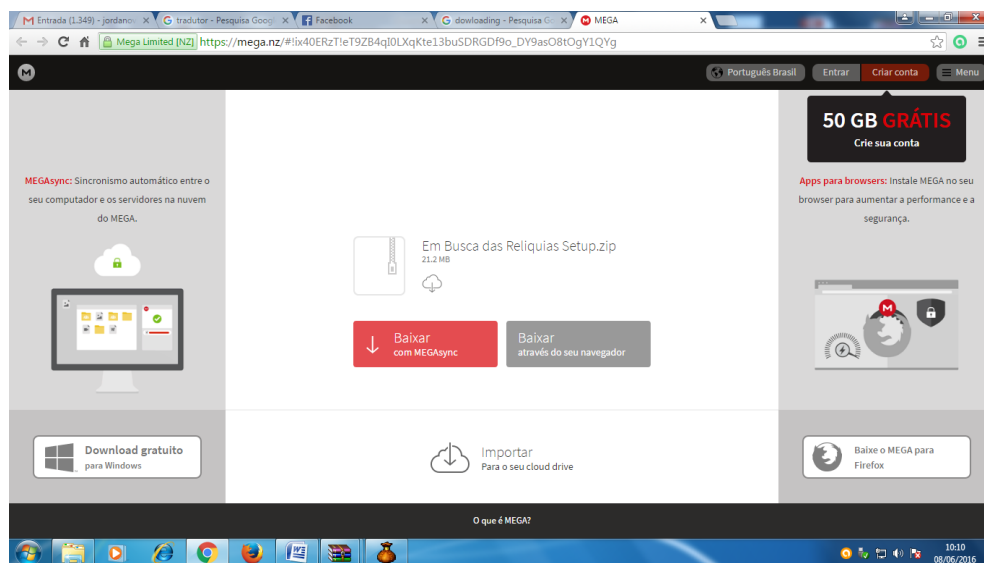 Entrada (1.349) - jordano
tradutor - Pesquisa Goog
Facebook
dowloading - Pesquisa G
MEGA
Mega Limited [NZ] https://mega.nz/#!ix40ERzT!eT9ZB4qI0LXqKte13buSDRGDf9o_DY9asO8tOgY1QYg
M
Português Brasil
Entrar
Criar conta
Menu
50 GB GRÁTIS
Crie sua conta
MEGAsync: Sincronismo automático entre o
seu computador e os servidores na nuvem
do MEGA.
Apps para browsers: Instale MEGA no seu
browser para aumentar a performance e a
segurança.
Em Busca das Reliquias Setup.zip
21.2 MB
Baixar
com MEGAsync
Baixar
através do seu navegador
Download gratuito
para Windows
Importar
Para o seu cloud drive
Baixe o MEGA para
Firefox
O que é MEGA?
10:10
08/06/2016